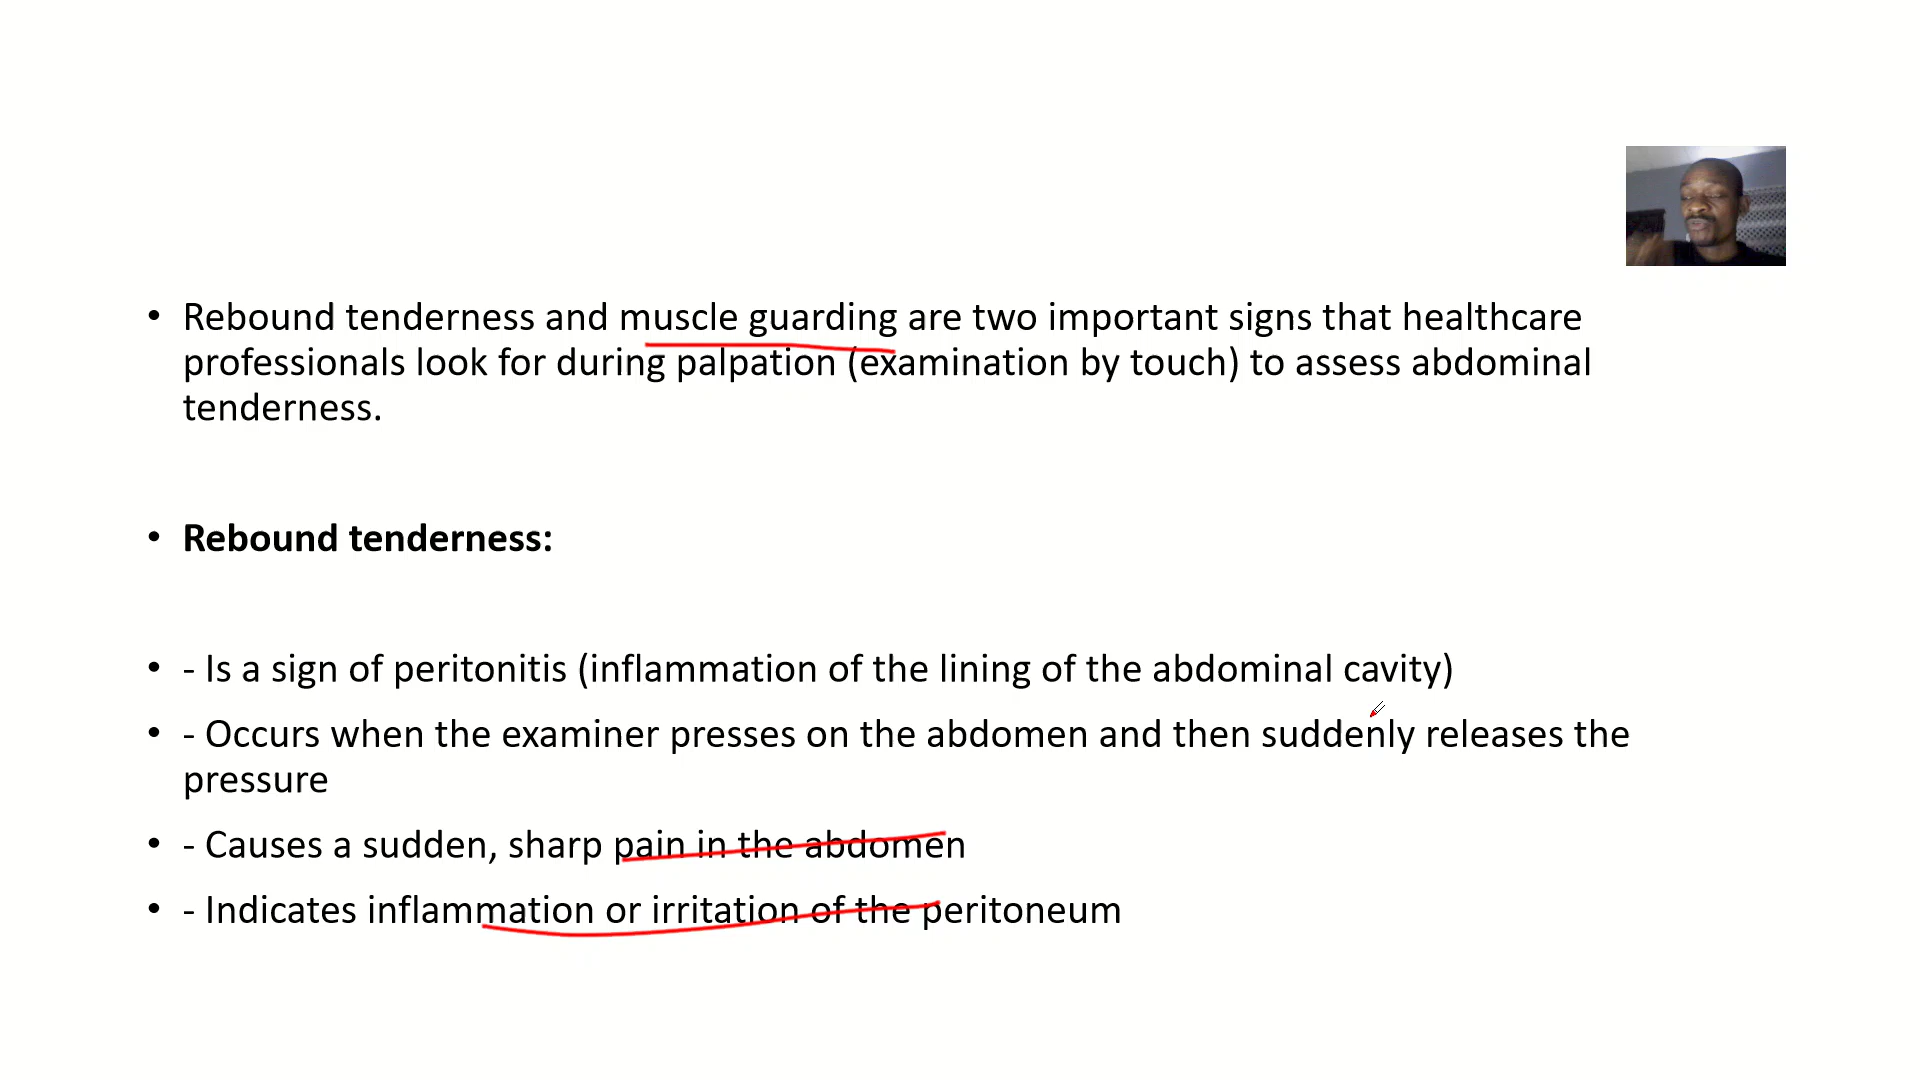 • Rebound tenderness and muscle guarding are two important signs that healthcare
professionals look for during palpation (examination by touch) to assess abdominal
tenderness.
• Rebound tenderness:
• - Is a sign of peritonitis (inflammation of the lining of the abdominal cavity)
• - Occurs when the examiner presses on the abdomen and then suddenly releases the
pressure
• - Causes a sudden, sharp pain in the abdomen
• - Indicates inflammation or irritation of the peritoneum